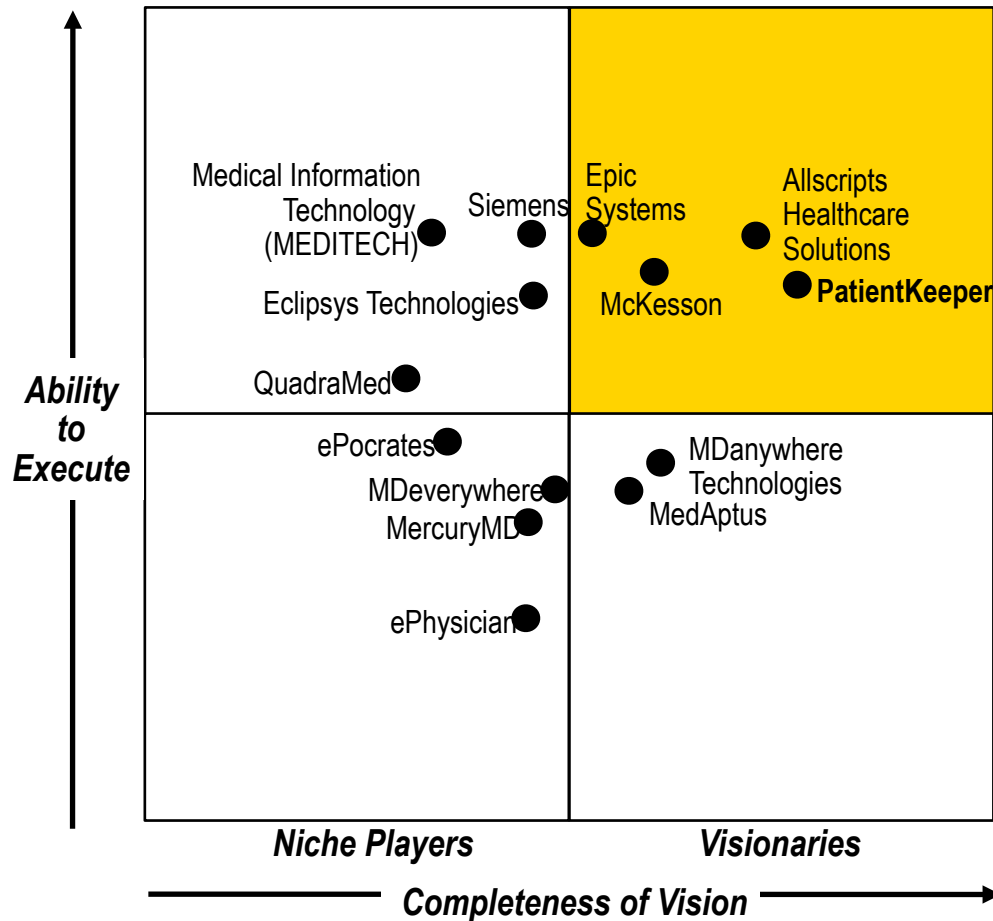 Medical Information
Technology
(MEDITECH)
Siemens
Epic
Systems
Allscripts
Healthcare
Solutions
Eclipsys Technologies
McKesson
PatientKeeper
QuadraMed
Ability
to
Execute
ePocrates
MDeverywhere
MercuryMD
MDanywhere
Technologies
MedAptus
ePhysician
Niche Players
Visionaries
Completeness of Vision